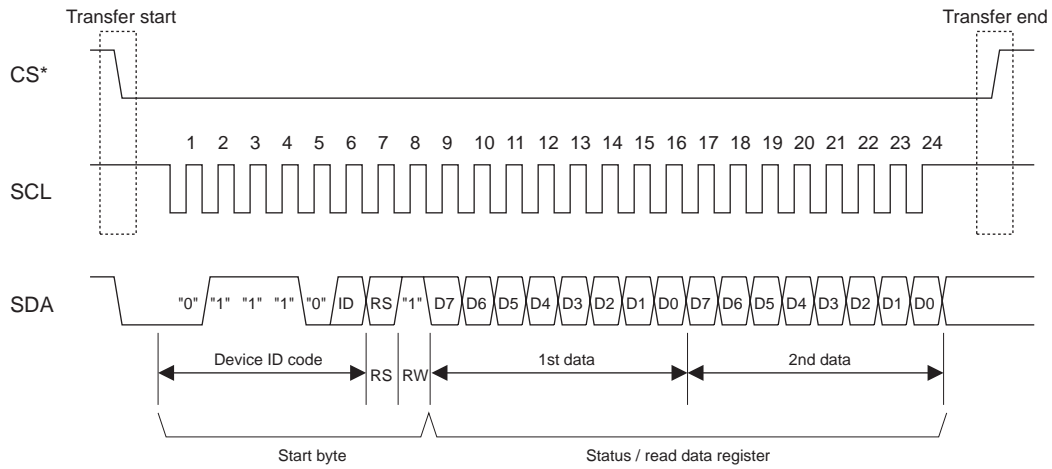 Transfer start Transfer end
CS*
1 2 3 4 5 6 7 8 9 10 11 12 13 14 15 16 17 18 19 20 21 22 23 24
SCL
SDA "0" "1" "1" "1" "0" ID RS "1" D7 D6 D5 D4 D3 D2 D1 D0 D7 D6 D5 D4 D3 D2 D1 D0
Device ID code RS RW 1st data 2nd data
Start byte Status / read data register